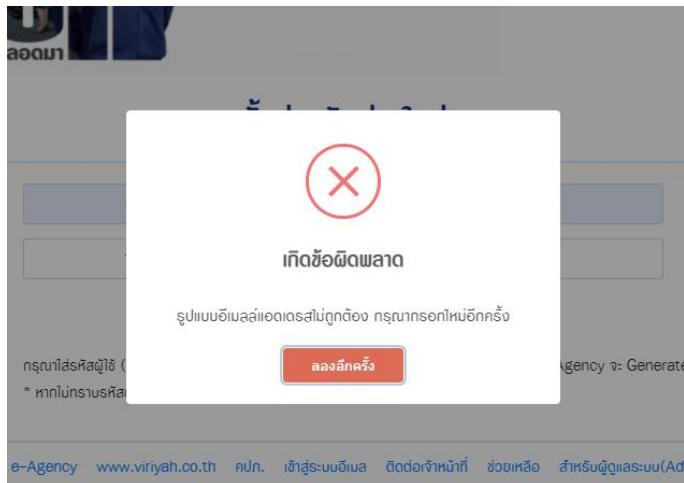 ลอดมา
เกิดข้อผิดพลาด
รูปแบบอีเมลล์แอดเดรสไม่ถูกต้อง กรุณากรอกใหม่อีกครั้ง
ลองอีกครั้ง
กรุณาใส่รหัสผู้ใช้ ( Agency จะ Generate
* หากไม่ทราบรหัส
e-Agency www.viriyah.co.th คปภ. เข้าสู่ระบบอีเมล ติดต่อเจ้าหน้าที่ ช่วยเหลือ สำหรับผู้ดูแลระบบ(Ad